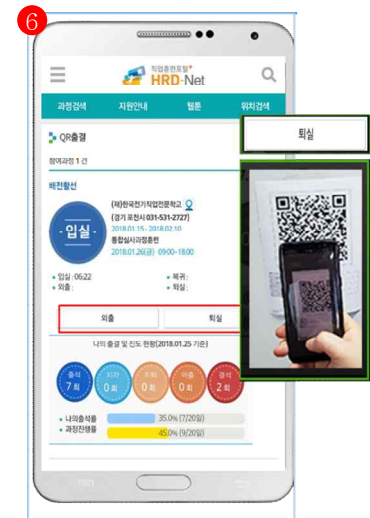 6
직업훈련포털+
HRD-Net
과정검색 지원안내 웹툰 위치검색
QR출결
참여과정 1 건
배전활선
(재)한국전기직업전문학교
(경기 포천시 031-531-2727)
2018.01.15 - 2018.02.10
통합심사과정훈련
2018.01.26(금) 09:00~18:00
· 입실 ·
입실 : 06:22 복귀 :
외출 : 퇴실 :
외출 퇴실
나의 출결 및 진도 현황(2018.01.25 기준)
출석 지각 조퇴 외출 결석
7 회 0 회 0 회 0 회 2 회
나의출석률 35.0% (7/20일)
과정진행률 45.0% (9/20일)
퇴실